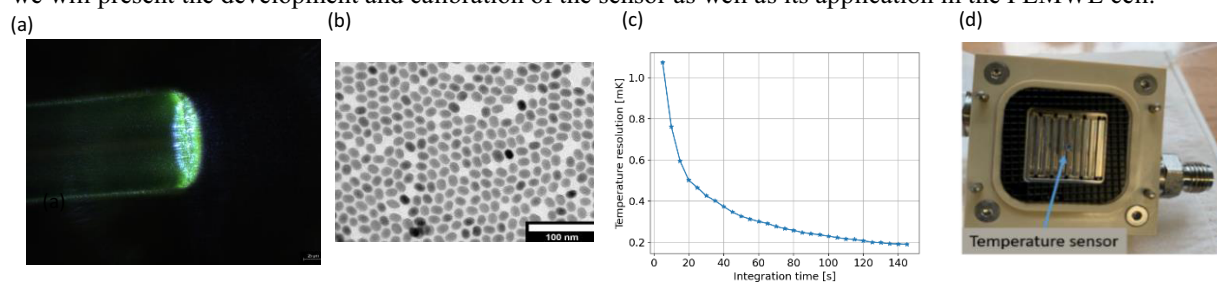 we will present the development and calibration of the sensor as well as its application in the PEMWE cell.
(a)
(b)
(c)
(d)
(a)
100 nm
Temperature resolution [mK]
1.0
0.8
0.6
0.4
0.2
0 20 40 60 80 100 120 140
Integration time [s]
Temperature sensor